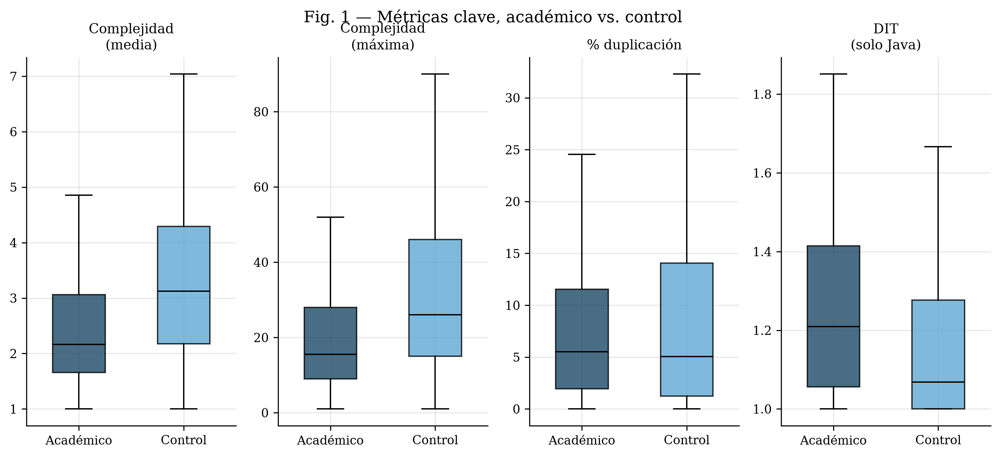 Fig. 1 — Métricas clave, académico vs. control
Complejidad
(media)
7
6
5
4
3
2
1
Académico
Control
Complejidad
(máxima)
80
60
40
20
0
Académico
Control
% duplicación
30
25
20
15
10
5
0
Académico
Control
DIT
(solo Java)
1.8
1.6
1.4
1.2
1.0
Académico
Control